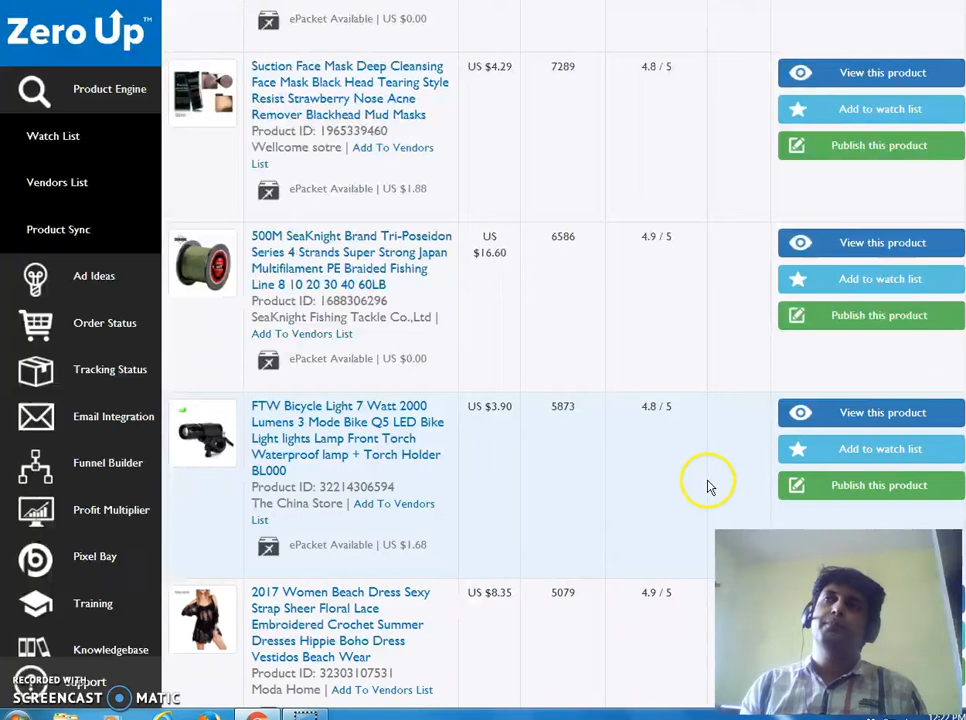 Zero Up™
Product Engine
Watch List
Vendors List
Product Sync
Ad Ideas
Order Status
Tracking Status
Email Integration
Funnel Builder
Profit Multiplier
Pixel Bay
Training
Knowledgebase
Support
RECORDED WITH
SCREENCAST MATIC
ePacket Available | US $0.00
Suction Face Mask Deep Cleansing
Face Mask Black Head Tearing Style
Resist Strawberry Nose Acne
Remover Blackhead Mud Masks
Product ID: 1965339460
Wellcome sotre | Add To Vendors
List
ePacket Available | US $1.88
US $4.29
7289
4.8 / 5
View this product
Add to watch list
Publish this product
500M SeaKnight Brand Tri-Poseidon
Series 4 Strands Super Strong Japan
Multifilament PE Braided Fishing
Line 8 10 20 30 40 60LB
Product ID: 1688306296
SeaKnight Fishing Tackle Co.,Ltd |
Add To Vendors List
ePacket Available | US $0.00
US
$16.60
6586
4.9 / 5
View this product
Add to watch list
Publish this product
FTW Bicycle Light 7 Watt 2000
Lumens 3 Mode Bike Q5 LED Bike
Light lights Lamp Front Torch
Waterproof lamp + Torch Holder
BL000
Product ID: 32214306594
The China Store | Add To Vendors
List
ePacket Available | US $1.68
US $3.90
5873
4.8 / 5
View this product
Add to watch list
Publish this product
2017 Women Beach Dress Sexy
Strap Sheer Floral Lace
Embroidered Crochet Summer
Dresses Hippie Boho Dress
Vestidos Beach Wear
Product ID: 32303107531
Moda Home | Add To Vendors List
US $8.35
5079
4.9 / 5
12:22 PM